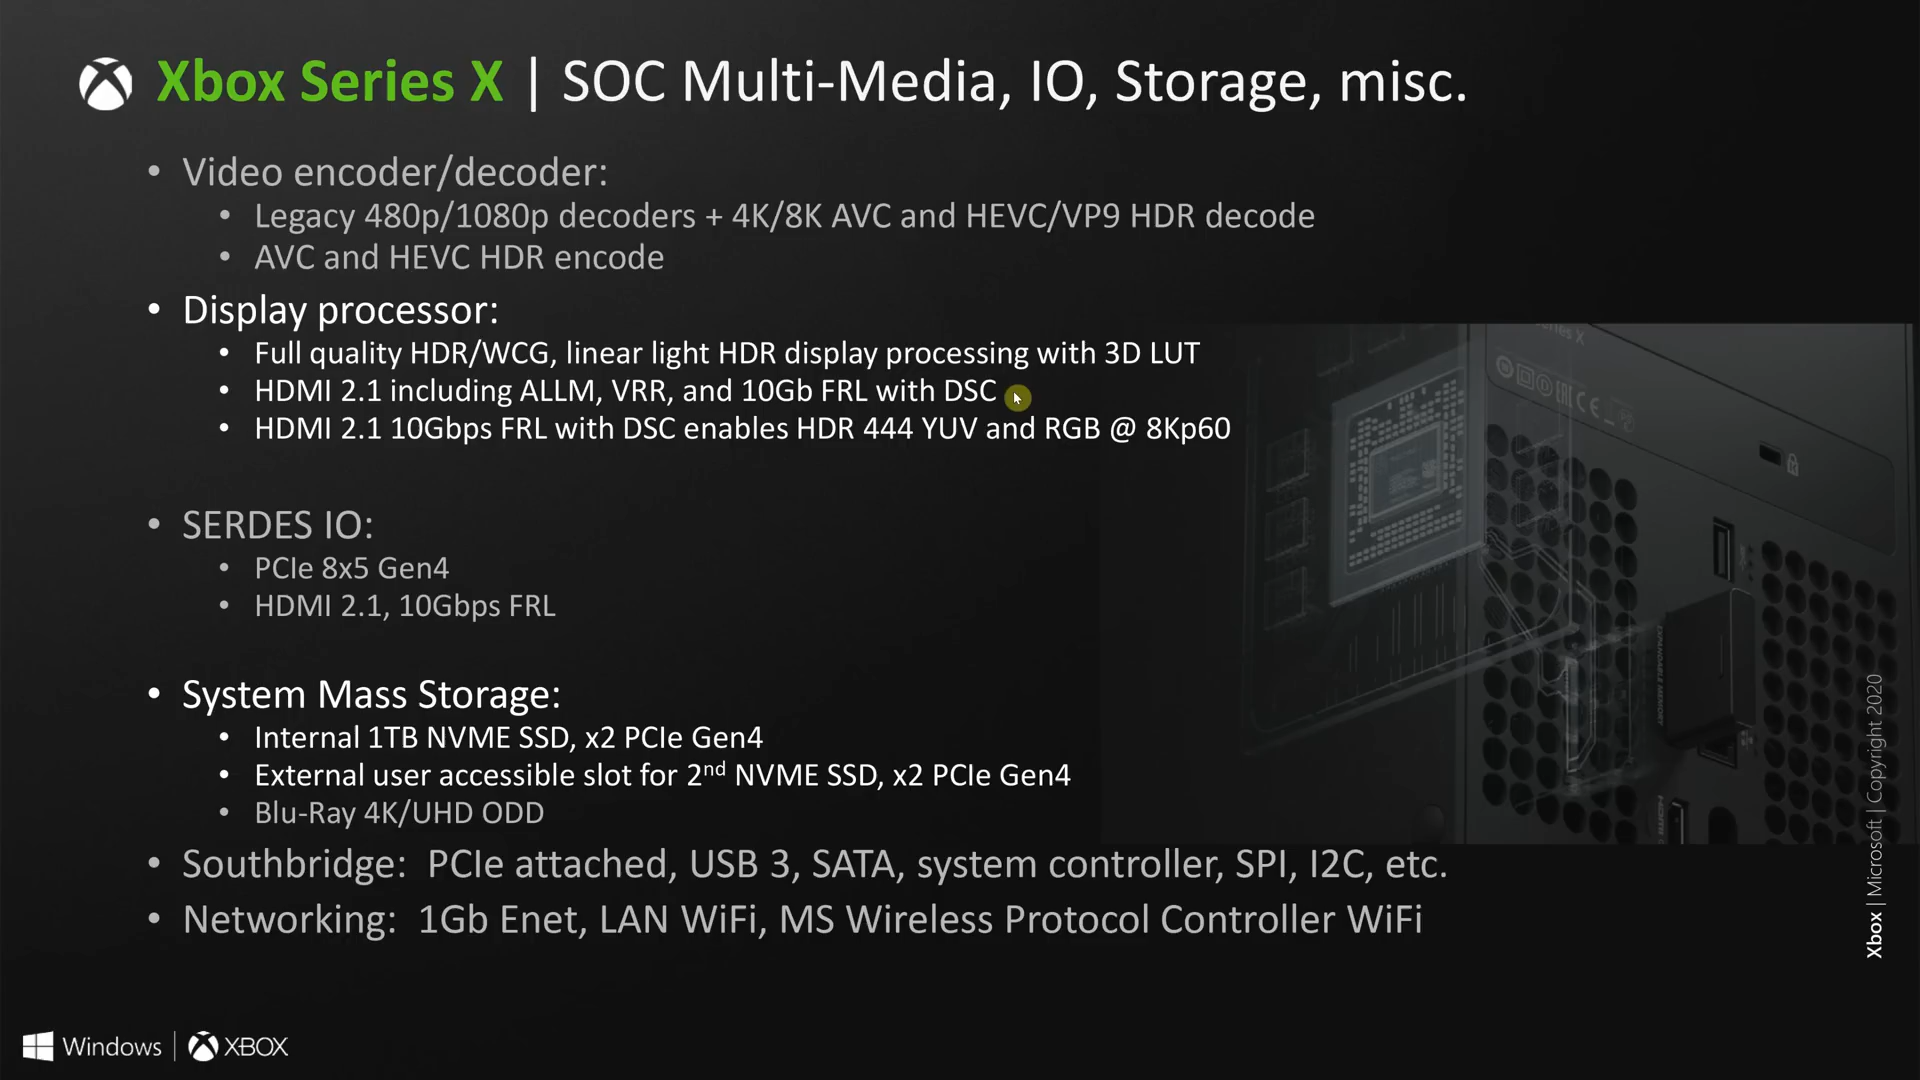 Xbox Series X | SOC Multi-Media, IO, Storage, misc.
• Video encoder/decoder:
• Legacy 480p/1080p decoders + 4K/8K AVC and HEVC/VP9 HDR decode
• AVC and HEVC HDR encode
• Display processor:
• Full quality HDR/WCG, linear light HDR display processing with 3D LUT
• HDMI 2.1 including ALLM, VRR, and 10Gb FRL with DSC
• HDMI 2.1 10Gbps FRL with DSC enables HDR 444 YUV and RGB @ 8Kp60
• SERDES IO:
• PCIe 8x5 Gen4
• HDMI 2.1, 10Gbps FRL
• System Mass Storage:
• Internal 1TB NVME SSD, x2 PCIe Gen4
• External user accessible slot for 2nd NVME SSD, x2 PCIe Gen4
• Blu-Ray 4K/UHD ODD
• Southbridge: PCIe attached, USB 3, SATA, system controller, SPI, I2C, etc.
• Networking: 1Gb Enet, LAN WiFi, MS Wireless Protocol Controller WiFi
Xbox | Microsoft | Copyright 2020
Windows | XBOX